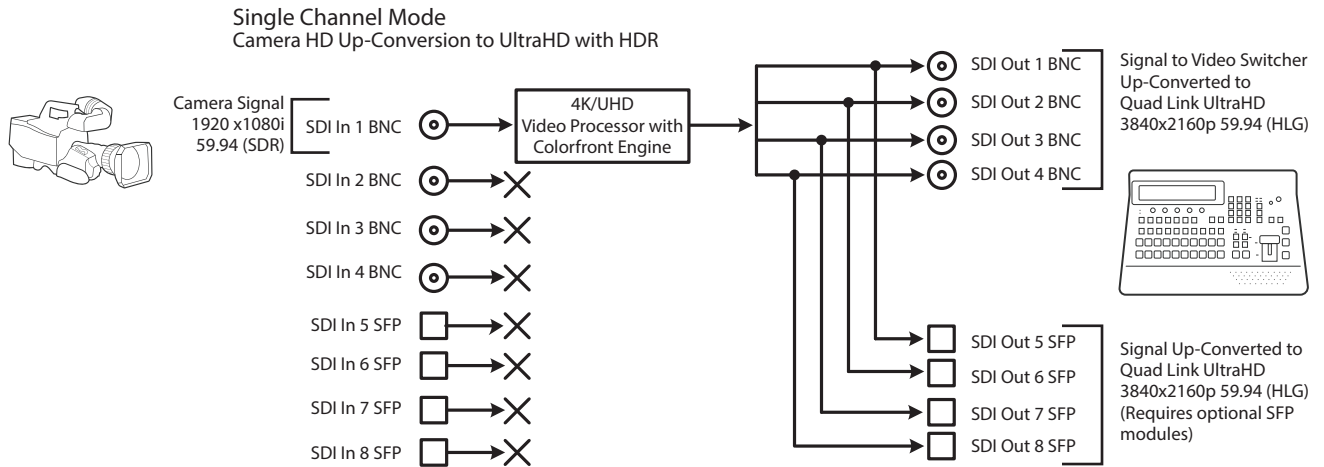 Single Channel Mode
Camera HD Up-Conversion to UltraHD with HDR
Camera Signal
1920 x1080i
59.94 (SDR)
SDI In 1 BNC
SDI In 2 BNC
SDI In 3 BNC
SDI In 4 BNC
SDI In 5 SFP
SDI In 6 SFP
SDI In 7 SFP
SDI In 8 SFP
4K/UHD
Video Processor with
Colorfront Engine
SDI Out 1 BNC
SDI Out 2 BNC
SDI Out 3 BNC
SDI Out 4 BNC
Signal to Video Switcher
Up-Converted to
Quad Link UltraHD
3840x2160p 59.94 (HLG)
SDI Out 5 SFP
SDI Out 6 SFP
SDI Out 7 SFP
SDI Out 8 SFP
Signal Up-Converted to
Quad Link UltraHD
3840x2160p 59.94 (HLG)
(Requires optional SFP
modules)